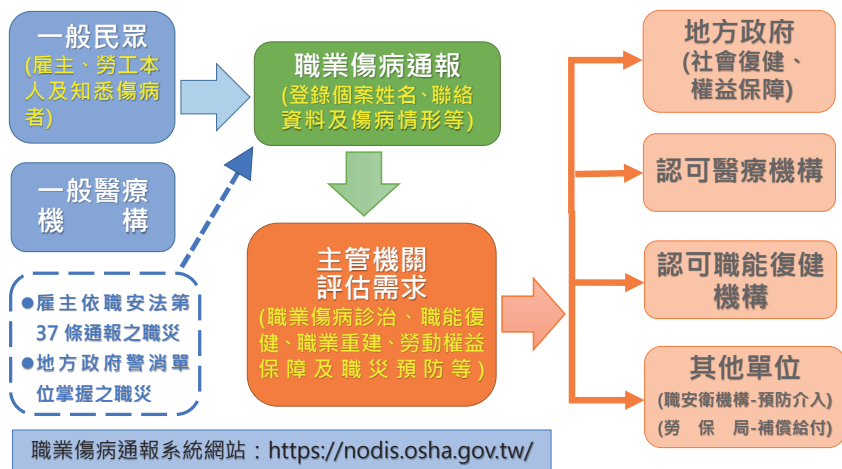 一般民眾
(雇主、勞工本
人及知悉傷病
者)
一般醫療
機 構
●雇主依職安法第
37 條通報之職災
●地方政府警消單
位掌握之職災
職業傷病通報
(登錄個案姓名、聯絡
資料及傷病情形等)
主管機關
評估需求
(職業傷病診治、職能復
健、職業重建、勞動權益
保障及職災預防等)
地方政府
(社會復健、
權益保障)
認可醫療機構
認可職能復健
機構
其他單位
(職安衛機構-預防介入)
(勞 保 局-補償給付)
職業傷病通報系統網站：https://nodis.osha.gov.tw/